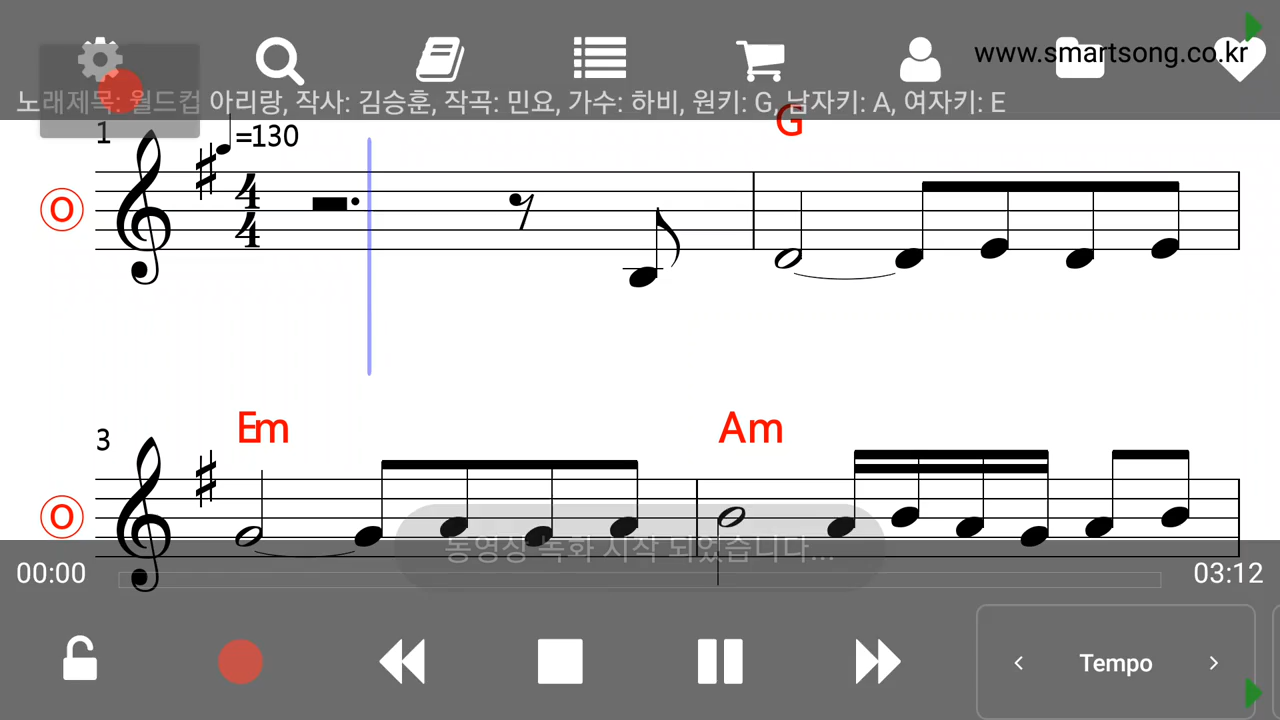 www.smartsong.co.kr
노래제목: 월드컵 아리랑, 작사: 김승훈, 작곡: 민요, 가수: 하비, 원키: G, 남자키: A, 여자키: E
1
=130
G
4
4
O
3
Em
Am
O
동영상 녹화 시작 되었습니다...
00:00
03:12
< Tempo >